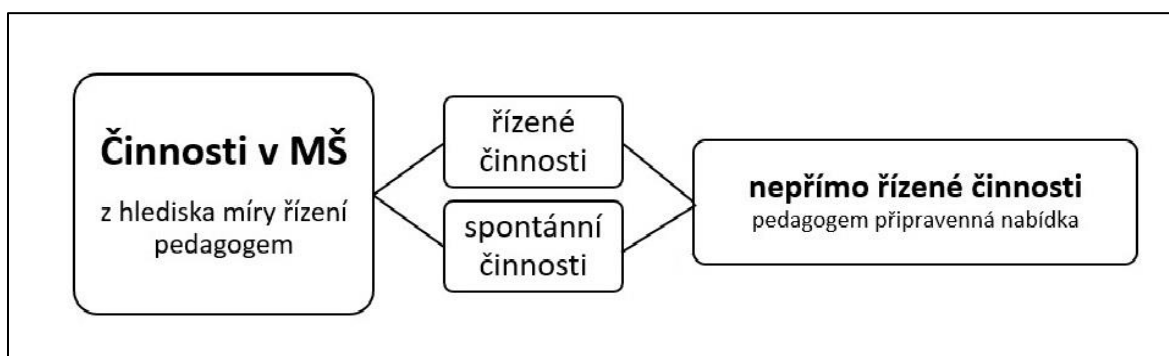 Činnosti v MŠ
z hlediska míry řízení
pedagogem
řízené
činnosti
spontánní
činnosti
nepřímo řízené činnosti
pedagogem připravenná nabídka